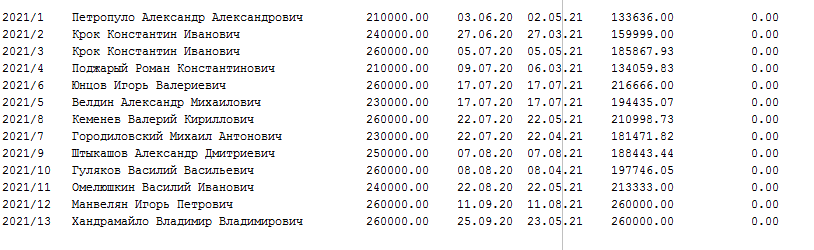 2021/1 Петропуло Александр Александрович 210000.00 03.06.20 02.05.21 133636.00 0.00
2021/2 Крок Константин Иванович 240000.00 27.06.20 27.03.21 159999.00 0.00
2021/3 Крок Константин Иванович 260000.00 05.07.20 05.05.21 185867.93 0.00
2021/4 Поджарый Роман Константинович 210000.00 09.07.20 06.03.21 134059.83 0.00
2021/6 Юнцов Игорь Валериевич 260000.00 17.07.20 17.07.21 216666.00 0.00
2021/5 Велдин Александр Михаилович 230000.00 17.07.20 17.07.21 194435.07 0.00
2021/8 Кеменев Валерий Кириллович 260000.00 22.07.20 22.05.21 210998.73 0.00
2021/7 Городиловский Михаил Антонович 230000.00 22.07.20 22.04.21 181471.82 0.00
2021/9 Штыкашов Александр Дмитриевич 250000.00 07.08.20 07.08.21 188443.44 0.00
2021/10 Гуляков Василий Васильевич 260000.00 08.08.20 08.04.21 197746.05 0.00
2021/11 Омелюшкин Василий Иванович 240000.00 22.08.20 22.05.21 213333.00 0.00
2021/12 Манвелян Игорь Петрович 260000.00 11.09.20 11.08.21 260000.00 0.00
2021/13 Хандрамайло Владимир Владимирович 260000.00 25.09.20 23.05.21 260000.00 0.00